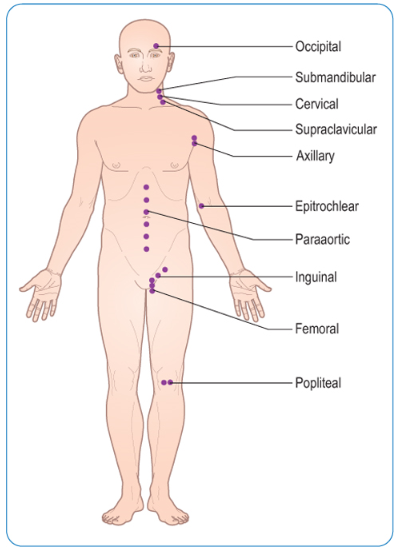 Occipital
Submandibular
Cervical
Supraclavicular
Axillary
Epitrochlear
Paraaortic
Inguinal
Femoral
Popliteal